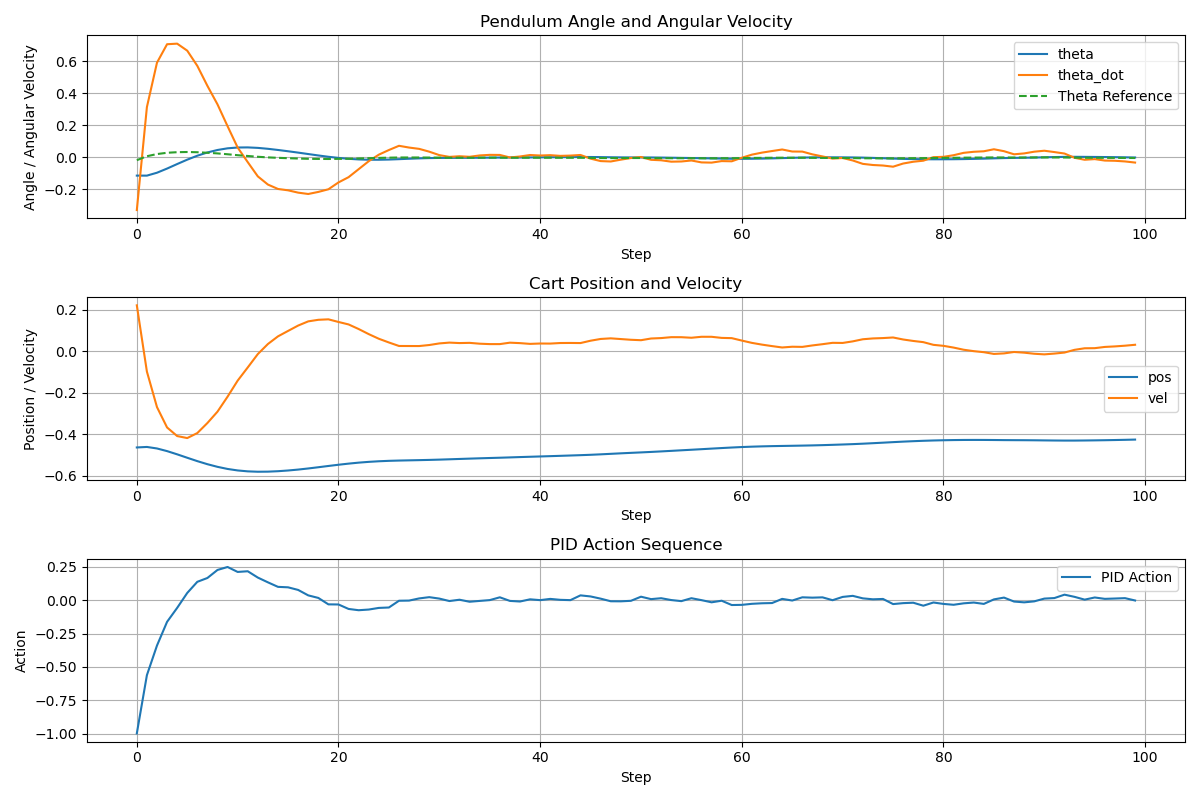 Pendulum Angle and Angular Velocity
Angle / Angular Velocity
0.6
0.4
0.2
0.0
−0.2
theta
theta_dot
Theta Reference
0 20 40 60 80 100
Step
Cart Position and Velocity
Position / Velocity
0.2
0.0
−0.2
−0.4
−0.6
pos
vel
0 20 40 60 80 100
Step
PID Action Sequence
Action
0.25
0.00
−0.25
−0.50
−0.75
−1.00
PID Action
0 20 40 60 80 100
Step